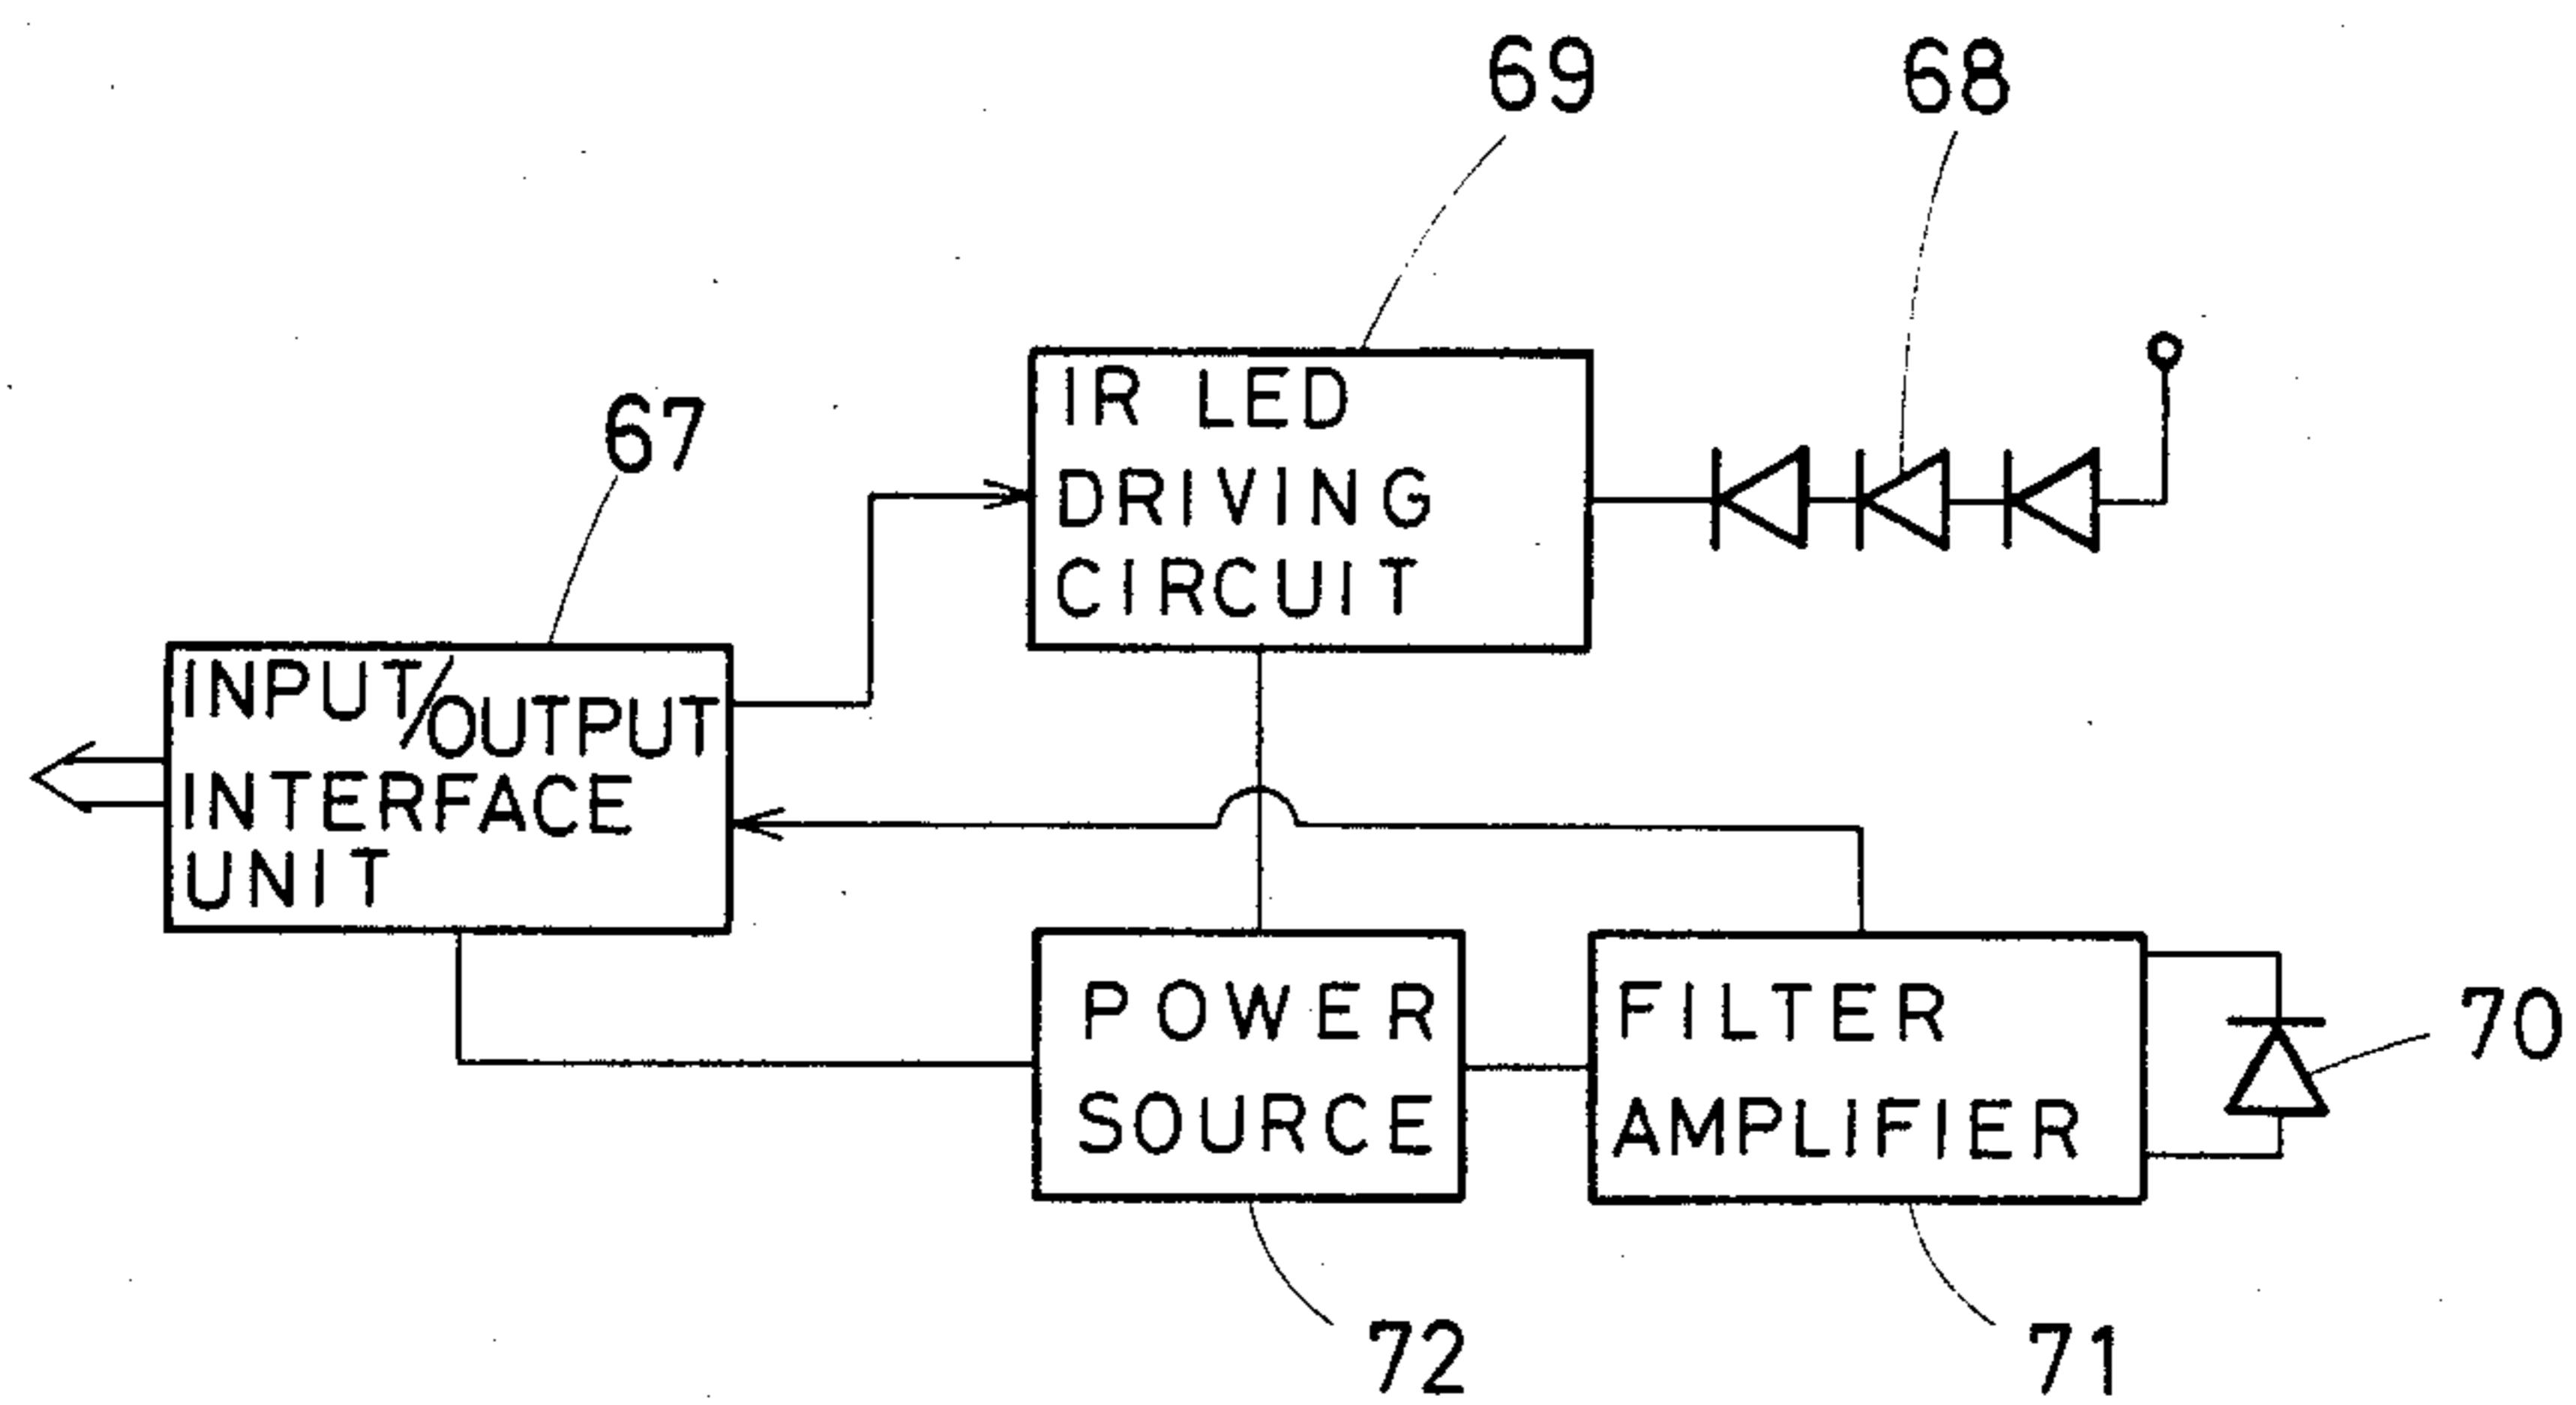 69
68
67
IR LED
DRIVING
CIRCUIT
INPUT/OUTPUT
INTERFACE
UNIT
POWER
SOURCE
FILTER
AMPLIFIER
70
72
71